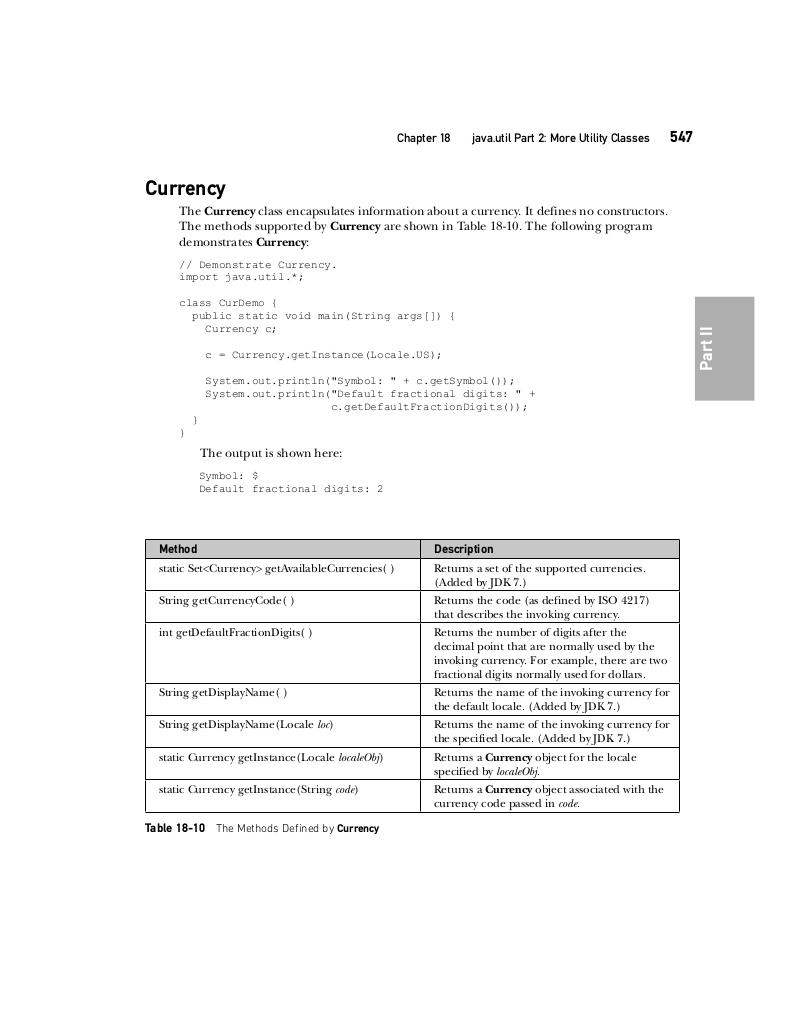 Chapter 18 java.util Part 2: More Utility Classes 547
Currency
The Currency class encapsulates information about a currency. It defines no constructors.
The methods supported by Currency are shown in Table 18-10. The following program
demonstrates Currency:
// Demonstrate Currency.
import java.util.*;
class CurDemo {
public static void main(String args[]) {
Currency c;
c = Currency.getInstance(Locale.US);
System.out.println("Symbol: " + c.getSymbol());
System.out.println("Default fractional digits: " +
c.getDefaultFractionDigits());
}
}
Part II
The output is shown here:
Symbol: $
Default fractional digits: 2
Method Description
static Set<Currency> getAvailableCurrencies( ) Returns a set of the supported currencies.
(Added by JDK 7.)
String getCurrencyCode( ) Returns the code (as defined by ISO 4217)
that describes the invoking currency.
int getDefaultFractionDigits( ) Returns the number of digits after the
decimal point that are normally used by the
invoking currency. For example, there are two
fractional digits normally used for dollars.
String getDisplayName( ) Returns the name of the invoking currency for
the default locale. (Added by JDK 7.)
String getDisplayName(Locale loc) Returns the name of the invoking currency for
the specified locale. (Added by JDK 7.)
static Currency getInstance(Locale localeObj) Returns a Currency object for the locale
specified by localeObj.
static Currency getInstance(String code) Returns a Currency object associated with the
currency code passed in code.
Table 18-10 The Methods Defined by Currency